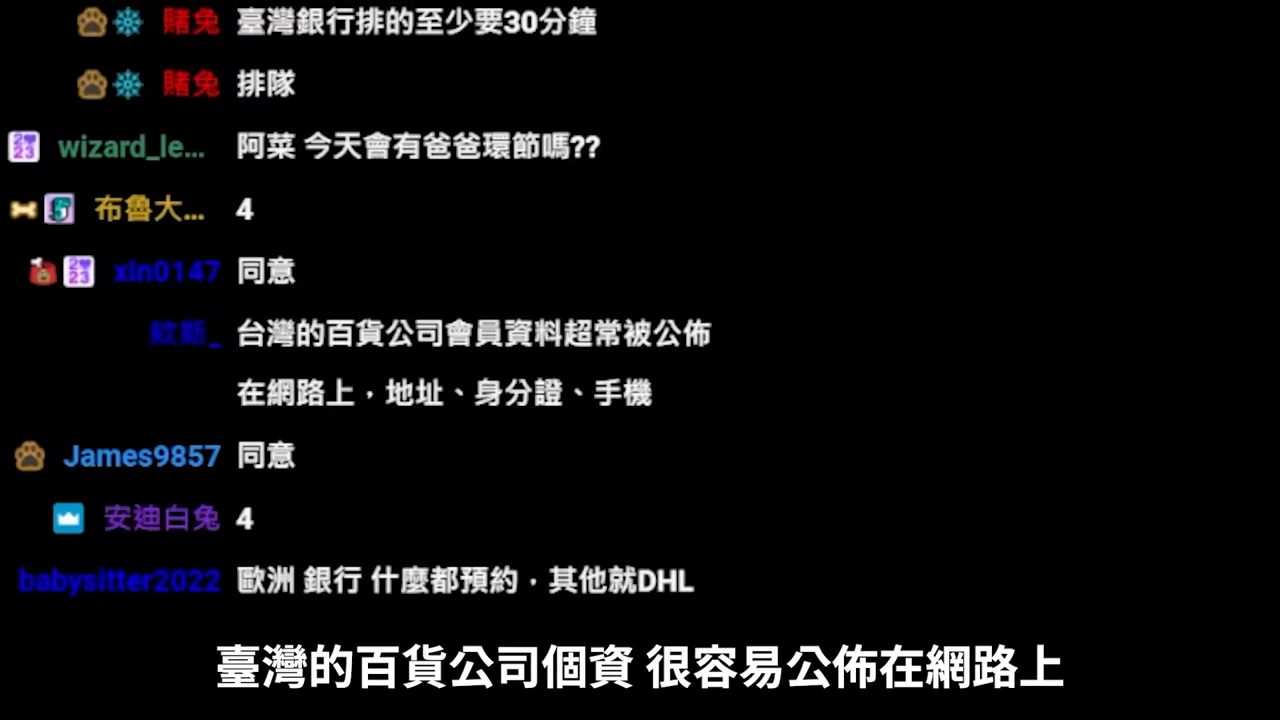 賭兔 臺灣銀行排的至少要30分鐘
賭兔 排隊
wizard_le... 阿菜 今天會有爸爸環節嗎??
布魯大... 4
xin0147 同意
紋斯_ 台灣的百貨公司會員資料超常被公佈
在網路上，地址、身分證、手機
James9857 同意
安迪白兔 4
babysitter2022 歐洲 銀行 什麼都預約，其他就DHL
臺灣的百貨公司個資 很容易公佈在網路上